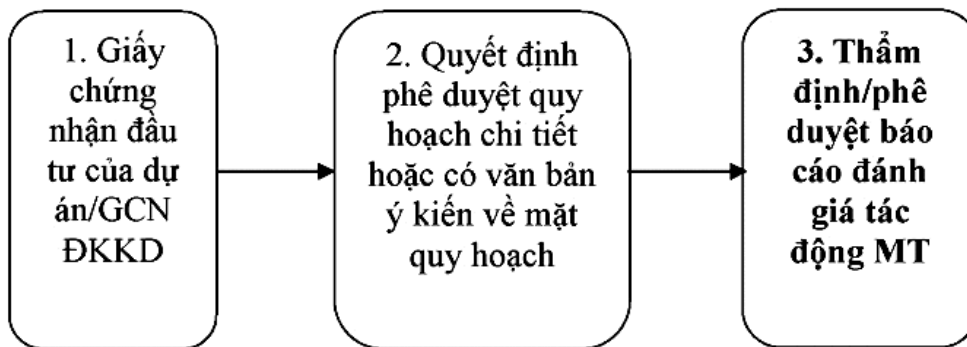 1. Giấy
chứng
nhận đầu
tư của dự
án/GCN
ĐKKD
2. Quyết định
phê duyệt quy
hoạch chi tiết
hoặc có văn bản
ý kiến về mặt
quy hoạch
3. Thẩm
định/phê
duyệt báo
cáo đánh
giá tác
động MT